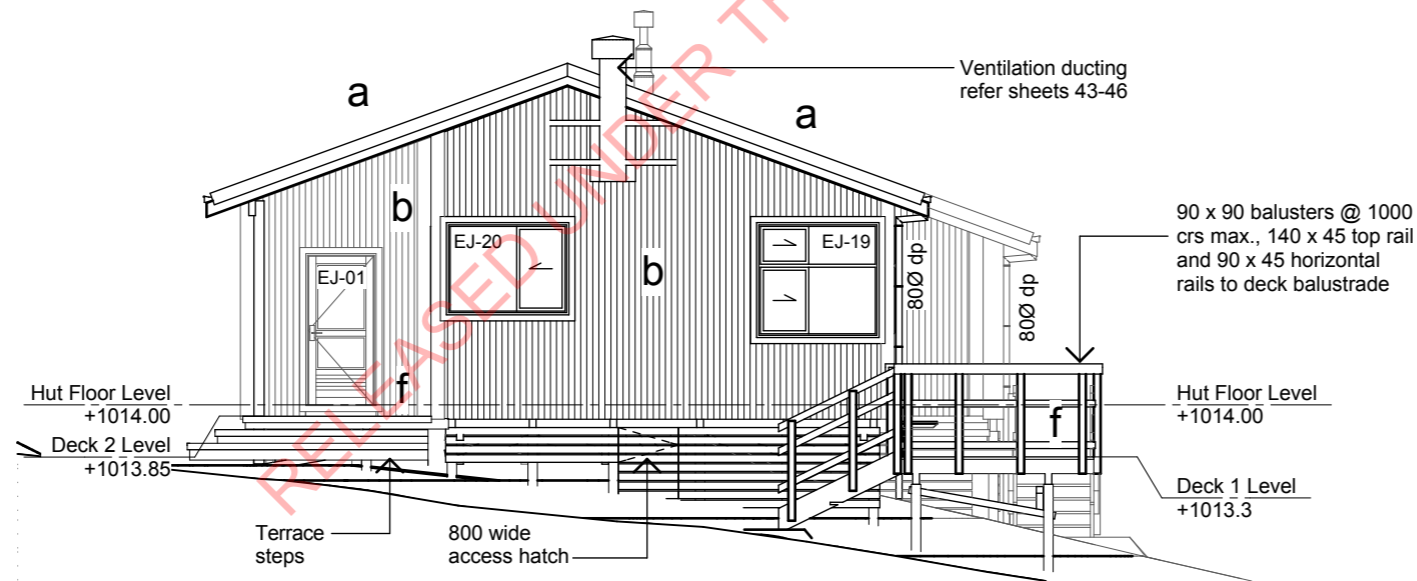 Ventilation ducting
refer sheets 43-46
a
a
90 x 90 balusters @ 1000
crs max., 140 x 45 top rail
and 90 x 45 horizontal
rails to deck balustrade
b
EJ-20
EJ-19
b
EJ-01
80Ø dp
80Ø dp
f
Hut Floor Level
+1014.00
Hut Floor Level
+1014.00
f
Deck 2 Level
+1013.85
Deck 1 Level
+1013.3
Terrace
steps
800 wide
access hatch
RELEASED UNDER TH